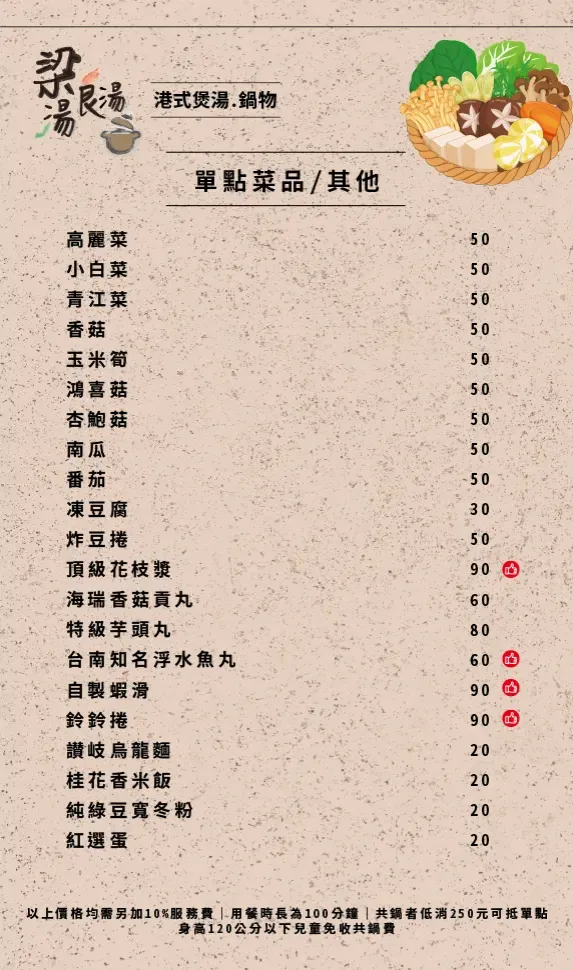 梁湯良湯
港式煲湯.鍋物
單點菜品/其他
高麗菜 50
小白菜 50
青江菜 50
香菇 50
玉米筍 50
鴻喜菇 50
杏鮑菇 50
南瓜 50
番茄 50
凍豆腐 30
炸豆捲 50
頂級花枝漿 90
海瑞香菇貢丸 60
特級芋頭丸 80
台南知名浮水魚丸 60
自製蝦滑 90
鈴鈴捲 90
讚岐烏龍麵 20
桂花香米飯 20
純綠豆寬冬粉 20
紅選蛋 20
以上價格均需另加10%服務費｜用餐時長為100分鐘｜共鍋者低消250元可抵單點
身高120公分以下兒童免收共鍋費